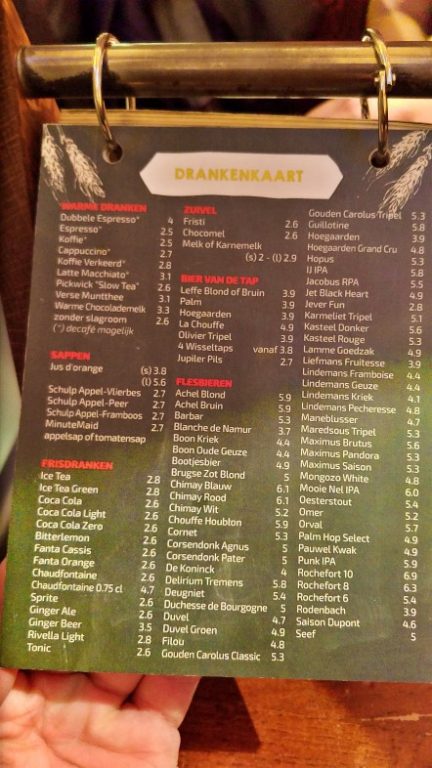 DRANKENKAART
WARME DRANKEN
Dubbele Espresso* 4
Espresso* 2.5
Koffie* 2.5
Cappuccino* 2.7
Koffie Verkeerd* 2.8
Latte Macchiato* 3.1
Pickwick "Slow Tea" 2.6
Verse Muntthee 3.1
Warme Chocolademelk 3.3
zonder slagroom 2.6
(*) decafé mogelijk
SAPPEN
Jus d'orange (s) 3.8
(l) 5.6
Schulp Appel-Vlierbes 2.7
Schulp Appel-Peer 2.7
Schulp Appel-Framboos 2.7
MinuteMaid 2.7
appelsap of tomatensap
FRISDRANKEN
Ice Tea 2.8
Ice Tea Green 2.8
Coca Cola 2.6
Coca Cola Light 2.6
Coca Cola Zero 2.6
Bitterlemon 2.6
Fanta Cassis 2.6
Fanta Orange 2.6
Chaudfontaine 2.6
Chaudfontaine 0.75 cl 4.7
Sprite 2.6
Ginger Ale 2.6
Ginger Beer 3.5
Rivella Light 2.8
Tonic 2.6
ZUIVEL
Fristi 2.6
Chocomel 2.6
Melk of Karnemelk
(s) 2 - (l) 2.9
BIER VAN DE TAP
Leffe Blond of Bruin 3.9
Palm 3.9
Hoegaarden 3.9
La Chouffe 4.9
Olivier Tripel 3.9
4 Wisseltaps vanaf 3.8
Jupiler Pils 2.7
FLESBIEREN
Achel Blond 5.9
Achel Bruin 5.9
Barbar 5.3
Blanche de Namur 3.7
Boon Kriek 4.4
Boon Oude Geuze 4.4
Bootjesbier 4.9
Brugse Zot Blond 5
Chimay Blauw 6.1
Chimay Rood 6.1
Chimay Wit 5.2
Chouffe Houblon 5.6
Cornet 5.3
Corsendonk Agnus 5
Corsendonk Pater 5
De Koninck 4
Delirium Tremens 5.8
Deugniet 5.4
Duchesse de Bourgogne 5
Duvel 4.7
Duvel Groen 4.9
Filou 4.8
Gouden Carolus Classic 5.3
Gouden Carolus Tripel 5.3
Guillotine 5.8
Hoegaarden 3.9
Hoegaarden Grand Cru 4.8
Hopus 5.3
IJ IPA 5.8
Jacobus RPA 5.5
Jet Black Heart 4.9
Jever Fun 2.8
Karmeliet Tripel 5.1
Kasteel Donker 5.6
Kasteel Rouge 5.3
Lamme Goedzak 4.9
Liefmans Fruitesse 3.9
Lindemans Framboise 4.4
Lindemans Geuze 4.4
Lindemans Kriek 4.1
Lindemans Pecheresse 4.8
Maneblusser 4.7
Maredsous Tripel 5.3
Maximus Brutus 5.6
Maximus Pandora 5.3
Maximus Saison 5.3
Mongozo White 4.8
Mooie Nel IPA 6.0
Oesterstout 5.4
Omer 5.2
Orval 5.7
Palm Hop Select 4.9
Pauwel Kwak 4.9
Punk IPA 5.9
Rochefort 10 6.9
Rochefort 8 6.3
Rochefort 6 5.4
Rodenbach 3.9
Saison Dupont 4.6
Seef 5